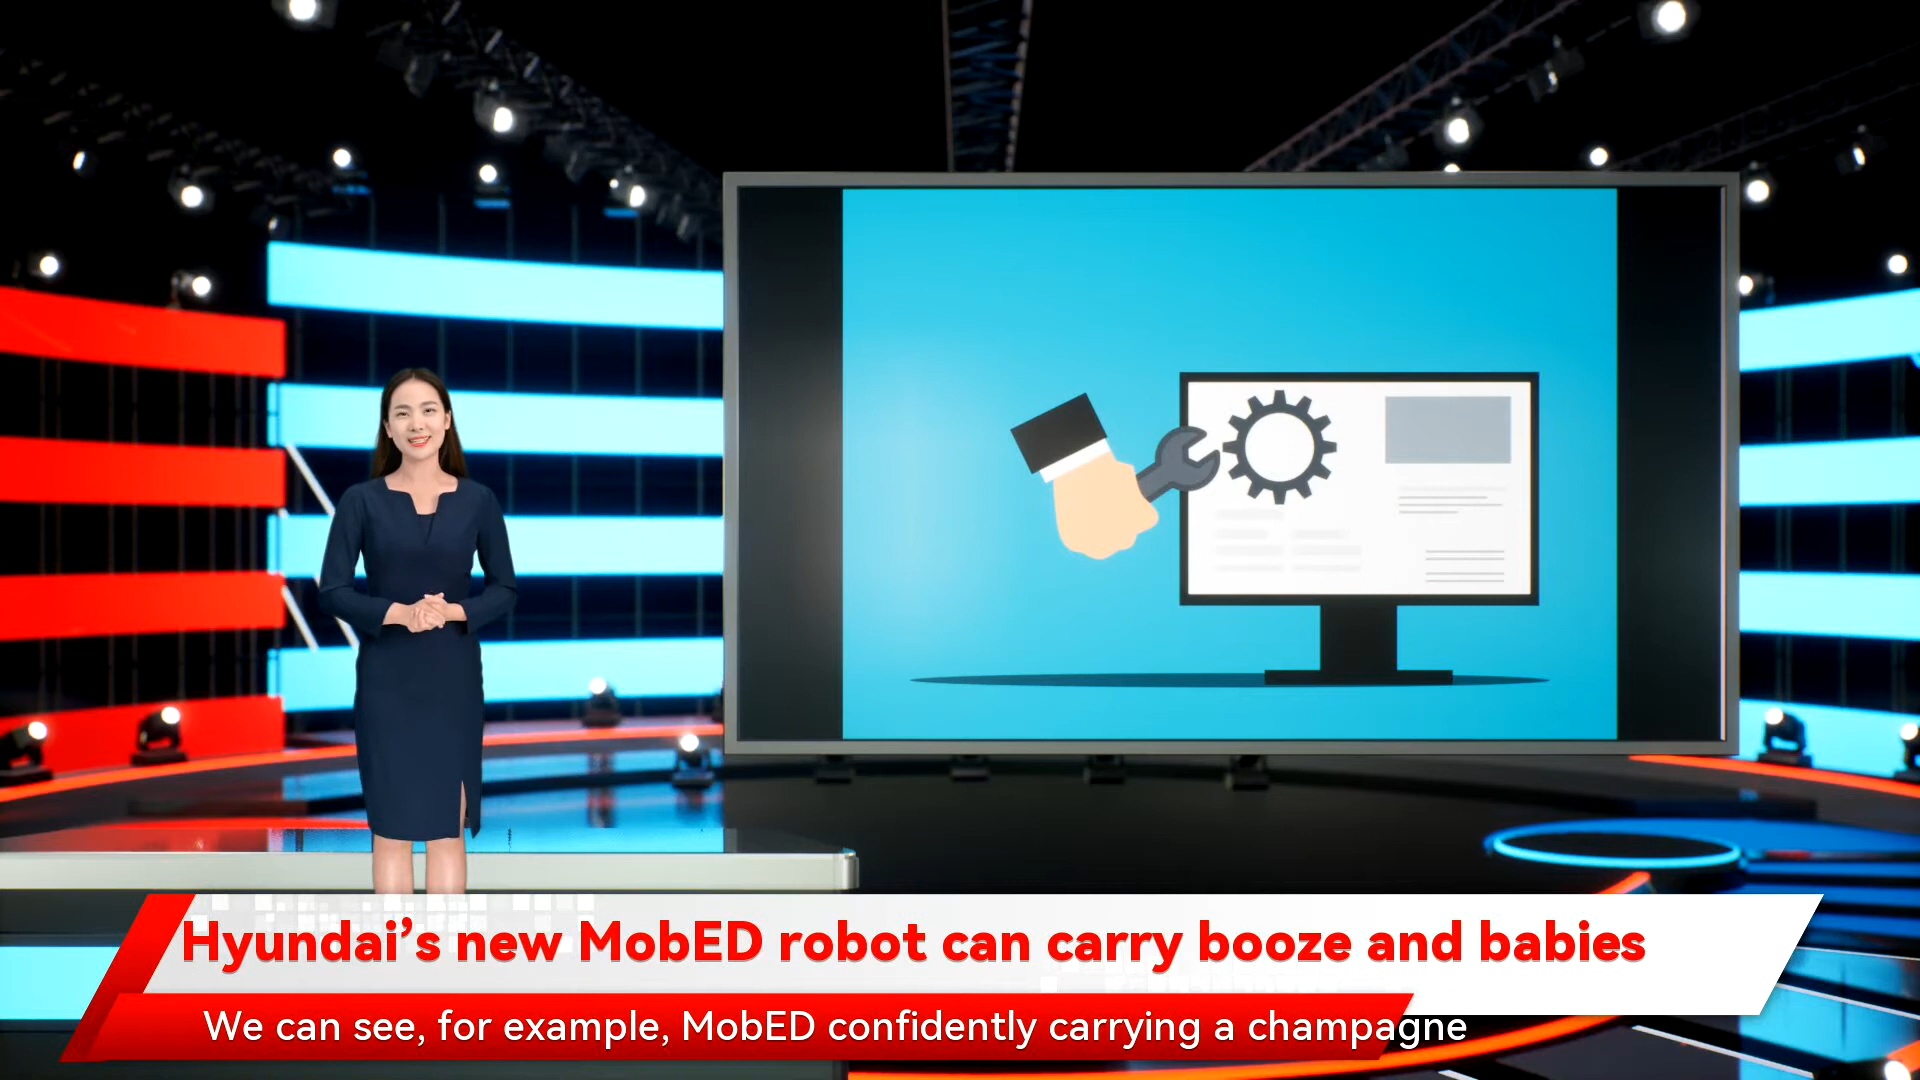 Hyundai’s new MobED robot can carry booze and babies
We can see, for example, MobED confidently carrying a champagne